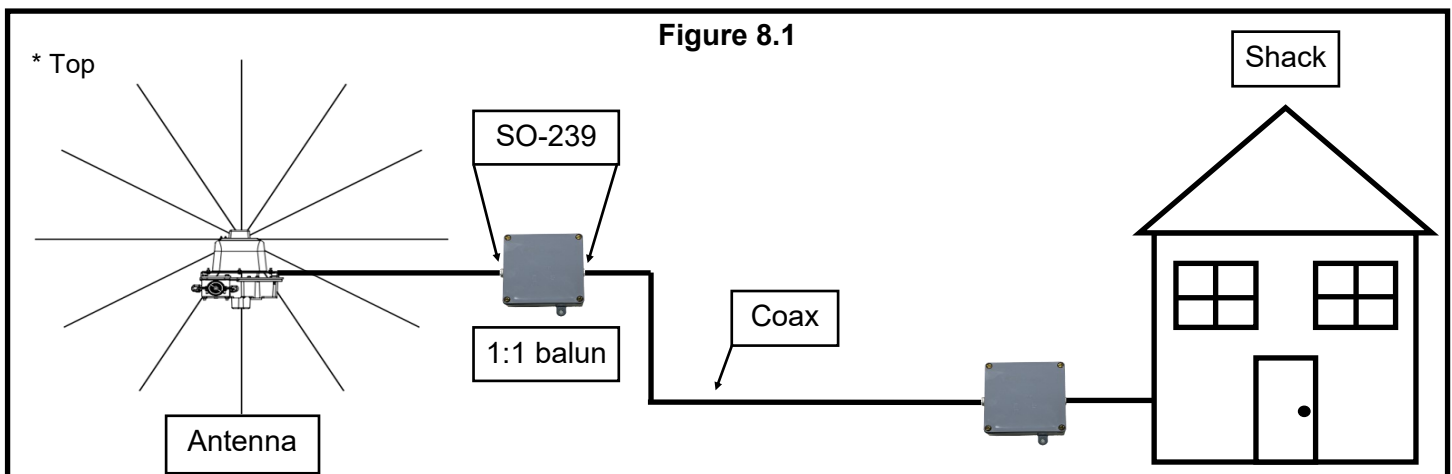 Figure 8.1
* Top
Shack
SO-239
1:1 balun
Coax
Antenna